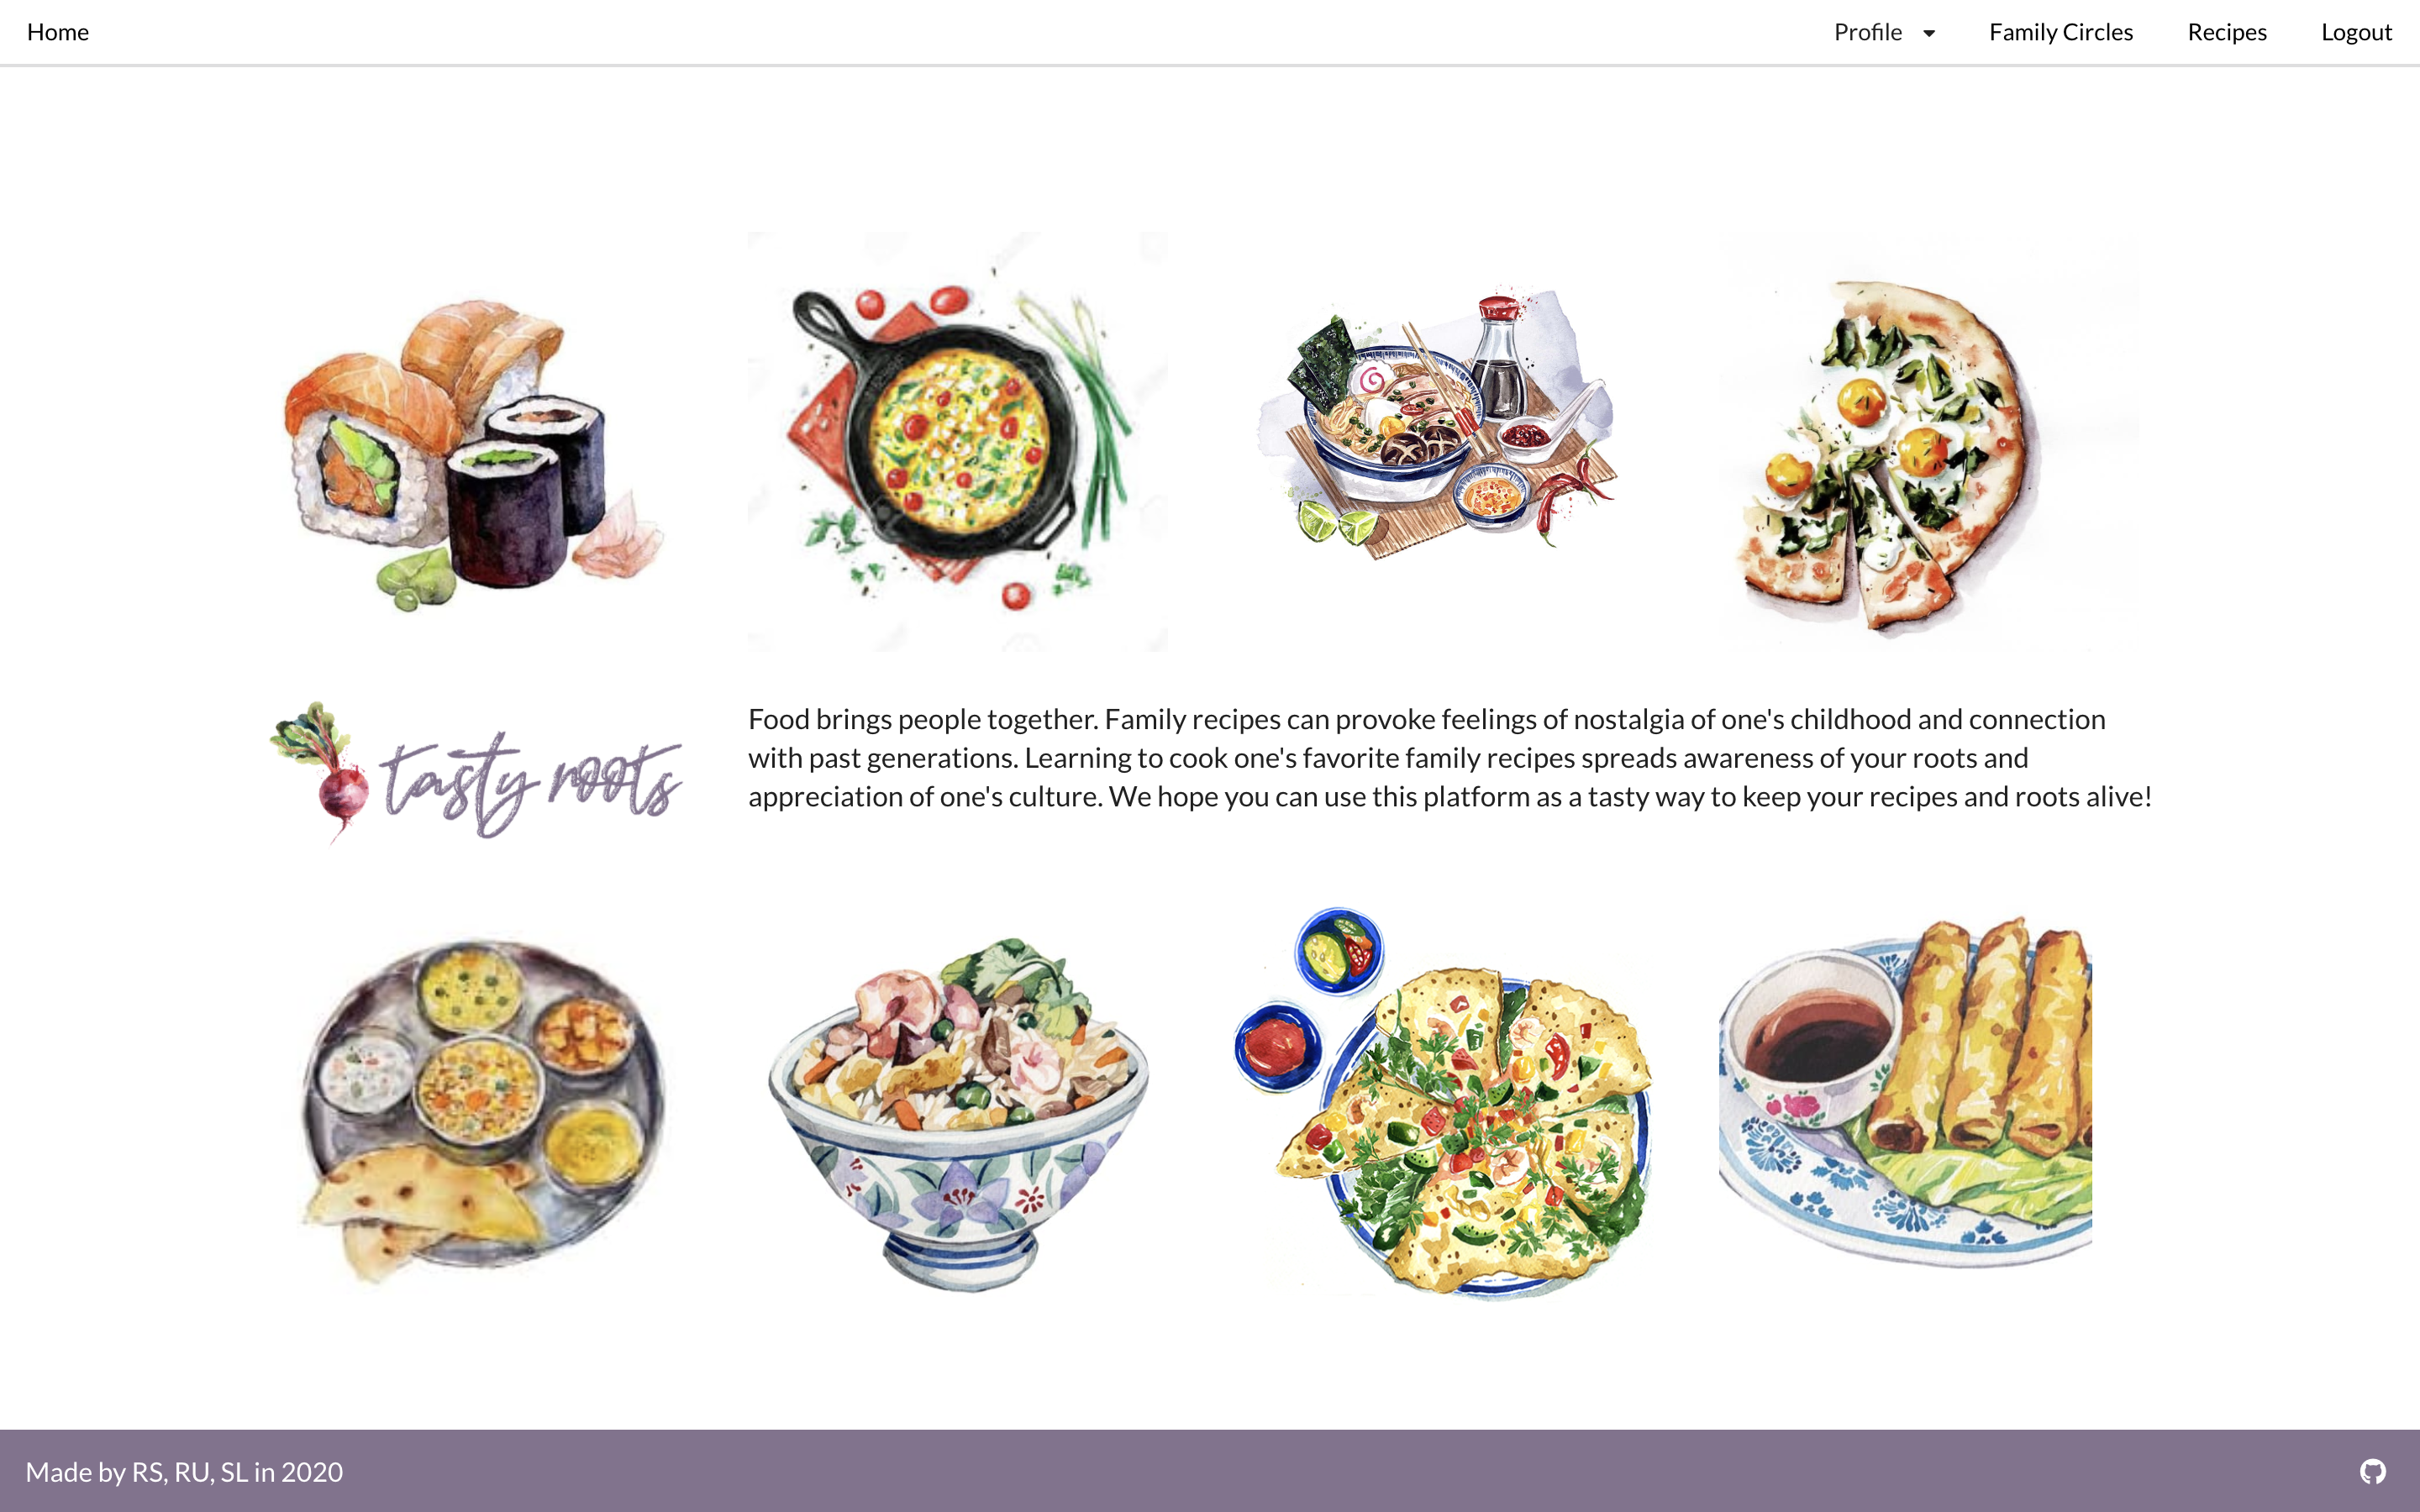 Home
Profile
Family Circles
Recipes
Logout
tasty roots
Food brings people together. Family recipes can provoke feelings of nostalgia of one's childhood and connection
with past generations. Learning to cook one's favorite family recipes spreads awareness of your roots and
appreciation of one's culture. We hope you can use this platform as a tasty way to keep your recipes and roots alive!
Made by RS, RU, SL in 2020